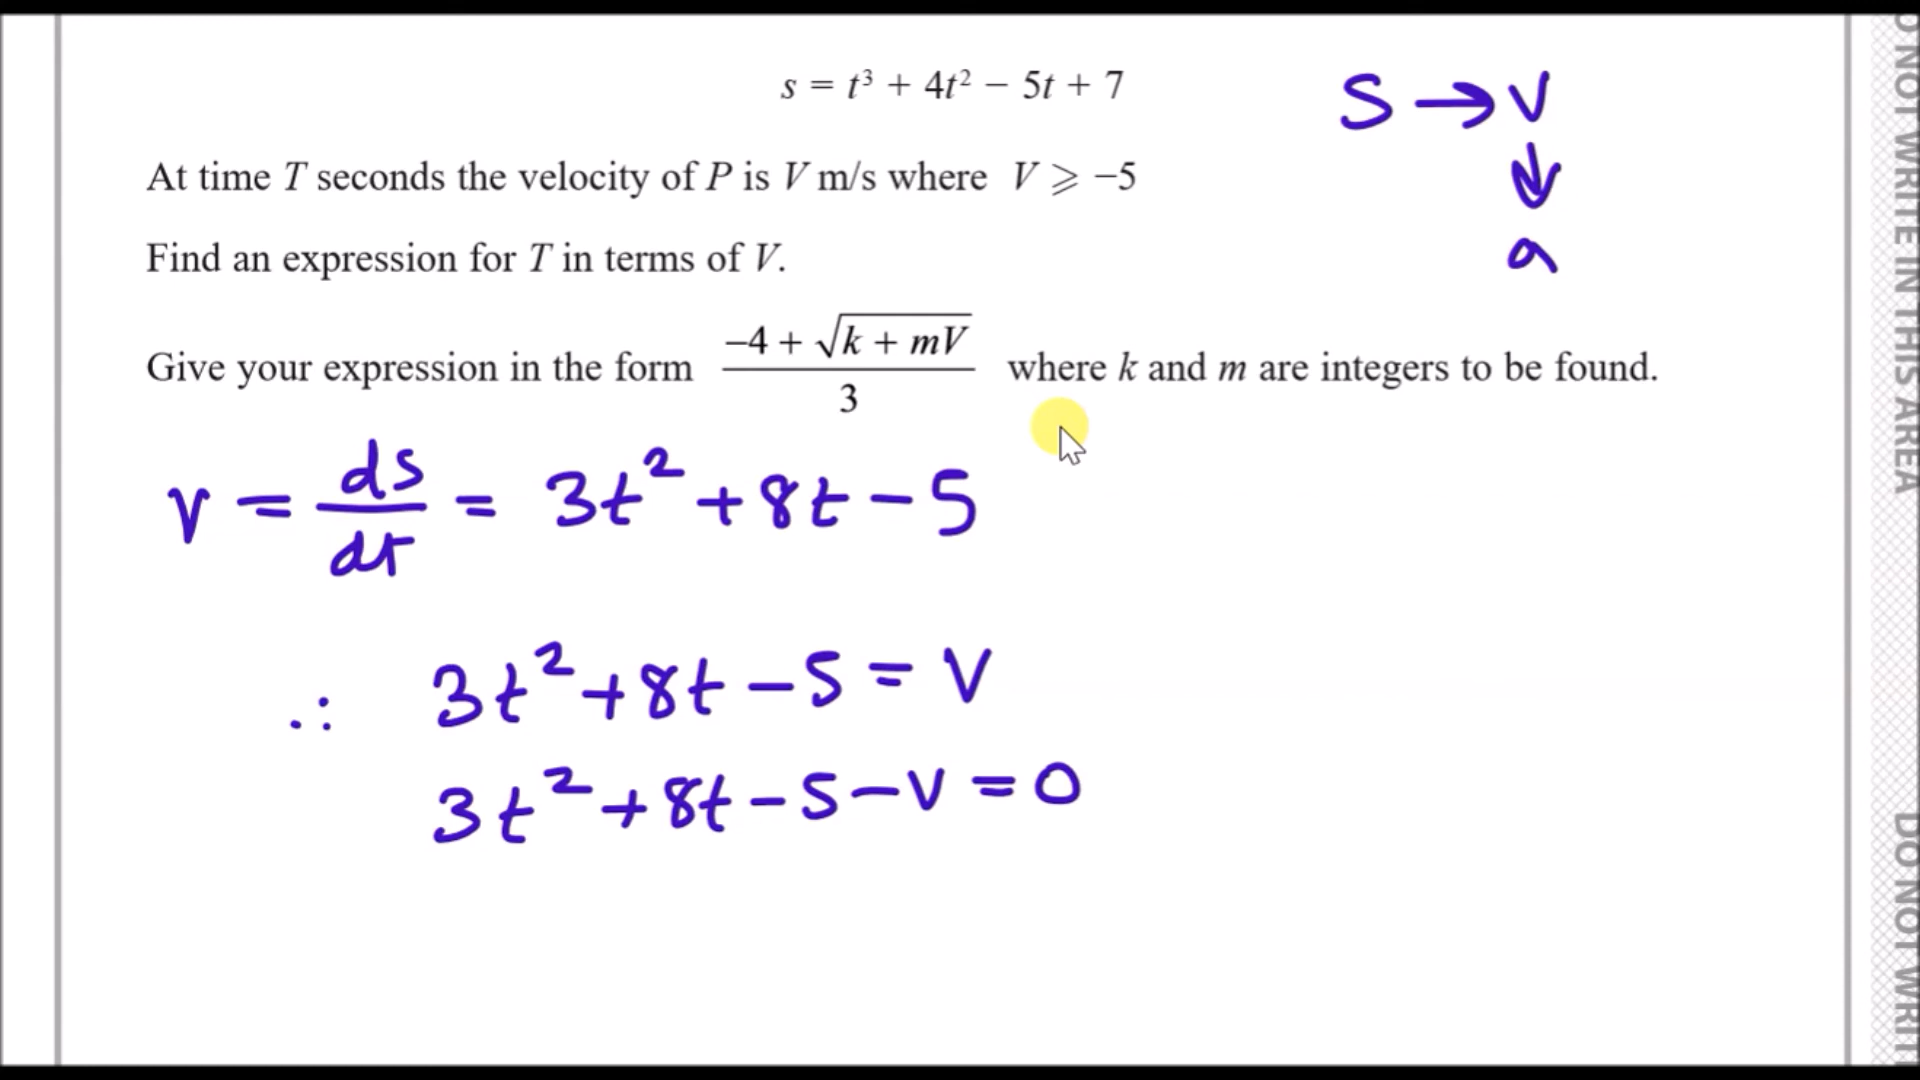 s = t³ + 4t² − 5t + 7
S → V
↓
a
At time T seconds the velocity of P is V m/s where V ⩾ −5
Find an expression for T in terms of V.
Give your expression in the form (−4 + √(k + mV))/3 where k and m are integers to be found.
v = ds/dt = 3t² + 8t − 5
∴ 3t² + 8t − 5 = V
3t² + 8t − 5 − V = 0
O NOT WRITE IN THIS AREA
DO NOT WRIT